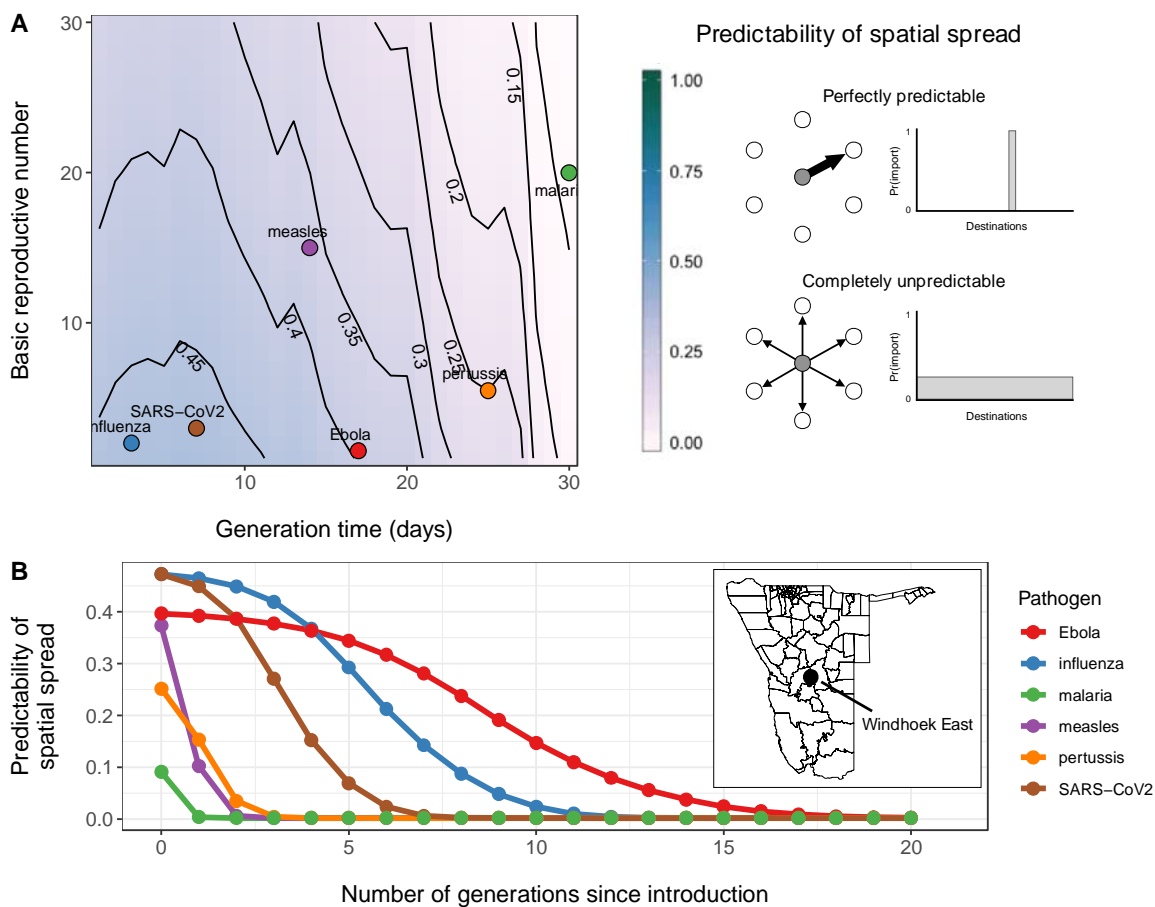 A
30
20
10
Basic reproductive number
10
20
30
Generation time (days)
0.15
0.2
malar
measles
0.4
0.35
0.3
0.25
pertussis
0.45
SARS−CoV2
nfluenza
Ebola
Predictability of spatial spread
1.00
0.75
0.50
0.25
0.00
Perfectly predictable
1
Pr(import)
0
Destinations
Completely unpredictable
1
Pr(import)
0
Destinations
B
0.4
0.3
0.2
0.1
0.0
Predictability of
spatial spread
0
5
10
15
20
Number of generations since introduction
Windhoek East
Pathogen
Ebola
influenza
malaria
measles
pertussis
SARS−CoV2